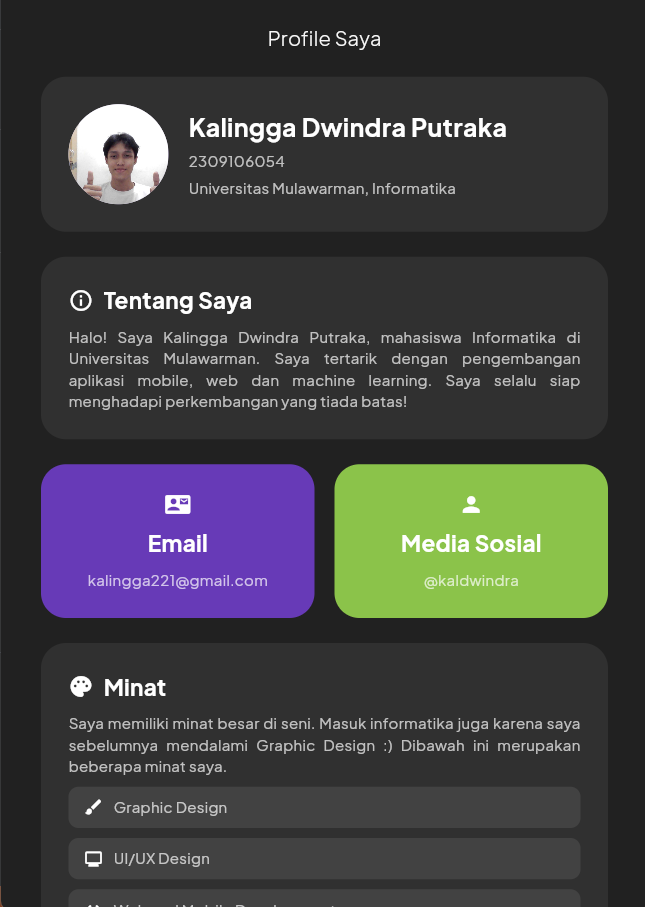 Profile Saya
Kalingga Dwindra Putraka
2309106054
Universitas Mulawarman, Informatika
Tentang Saya
Halo! Saya Kalingga Dwindra Putraka, mahasiswa Informatika di
Universitas Mulawarman. Saya tertarik dengan pengembangan
aplikasi mobile, web dan machine learning. Saya selalu siap
menghadapi perkembangan yang tiada batas!
Email
kalingga221@gmail.com
Media Sosial
@kaldwindra
Minat
Saya memiliki minat besar di seni. Masuk informatika juga karena saya
sebelumnya mendalami Graphic Design :) Dibawah ini merupakan
beberapa minat saya.
Graphic Design
UI/UX Design